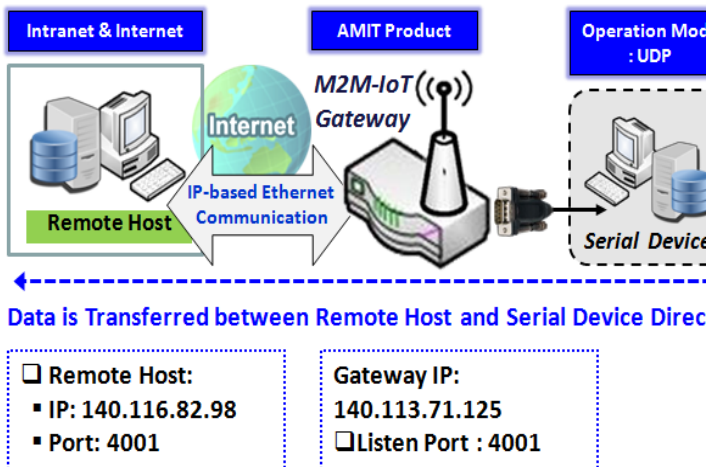 Intranet & Internet
AMIT Product
Operation Mod
: UDP
M2M-IoT
Gateway
Internet
IP-based Ethernet
Communication
Remote Host
Serial Device
Data is Transferred between Remote Host and Serial Device Direc
❑ Remote Host:
▪ IP: 140.116.82.98
▪ Port: 4001
Gateway IP:
140.113.71.125
❑Listen Port : 4001